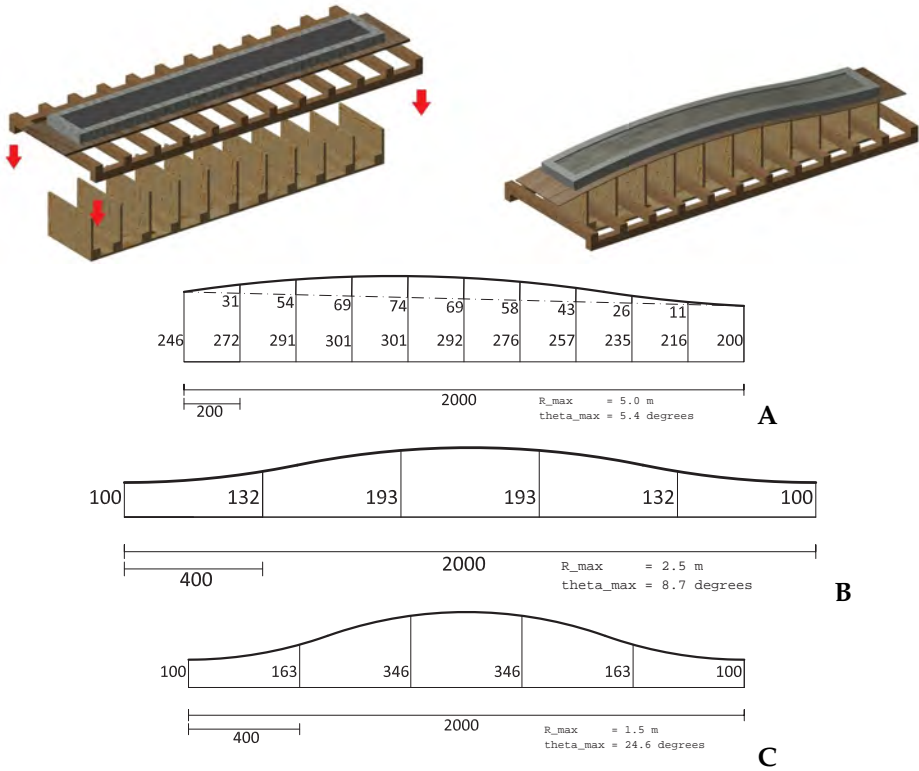 31 54 69 74 69 58 43 26 11
246 272 291 301 301 292 276 257 235 216 200
2000
200
R_max = 5.0 m
theta_max = 5.4 degrees
A
100 132 193 193 132 100
2000
400
R_max = 2.5 m
theta_max = 8.7 degrees
B
100 163 346 346 163 100
2000
400
R_max = 1.5 m
theta_max = 24.6 degrees
C